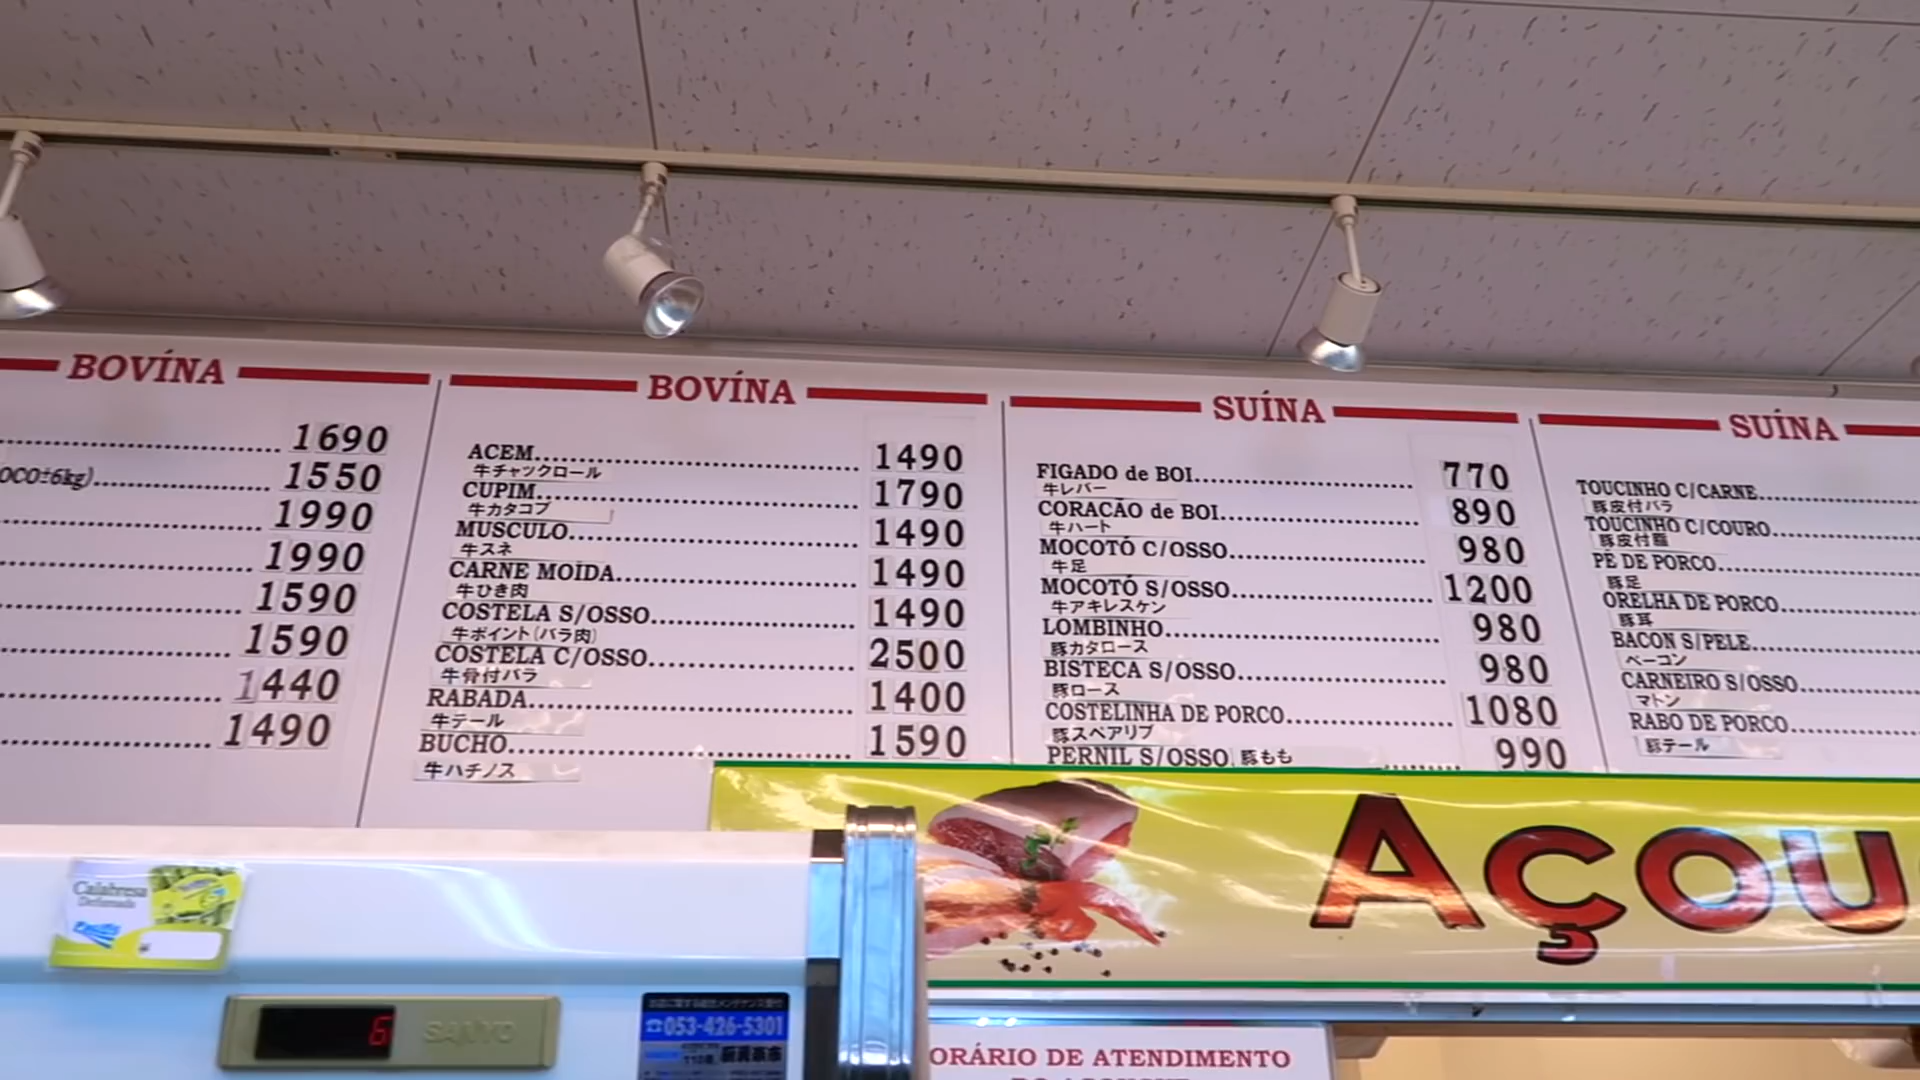 BOVÍNA
1690
OCO±6kg)........1550
1990
1990
1590
1590
1440
1490
BOVÍNA
ACEM........1490
牛チャックロール
CUPIM........1790
牛カタコブ
MUSCULO........1490
牛スネ
CARNE MOÍDA........1490
牛ひき肉
COSTELA S/OSSO........1490
牛ポイント(バラ肉)
COSTELA C/OSSO........2500
牛骨付バラ
RABADA........1400
牛テール
BUCHO........1590
牛ハチノス
SUÍNA
FIGADO de BOI........770
牛レバー
CORACÃO de BOI........890
牛ハート
MOCOTÓ C/OSSO........980
牛足
MOCOTÓ S/OSSO........1200
牛アキレスケン
LOMBINHO........980
豚カタロース
BISTECA S/OSSO........980
豚ロース
COSTELINHA DE PORCO........1080
豚スペアリブ
PERNIL S/OSSO 豚もも........990
SUÍNA
TOUCINHO C/CARNE........
豚皮付バラ
TOUCINHO C/COURO........
豚皮付脂
PÉ DE PORCO........
豚足
ORELHA DE PORCO........
豚耳
BACON S/PELE........
ベーコン
CARNEIRO S/OSSO........
マトン
RABO DE PORCO........
豚テール
AÇOU
Calabresa
Defumada
6
SANYO
☎053-426-5301
ORÁRIO DE ATENDIMENTO